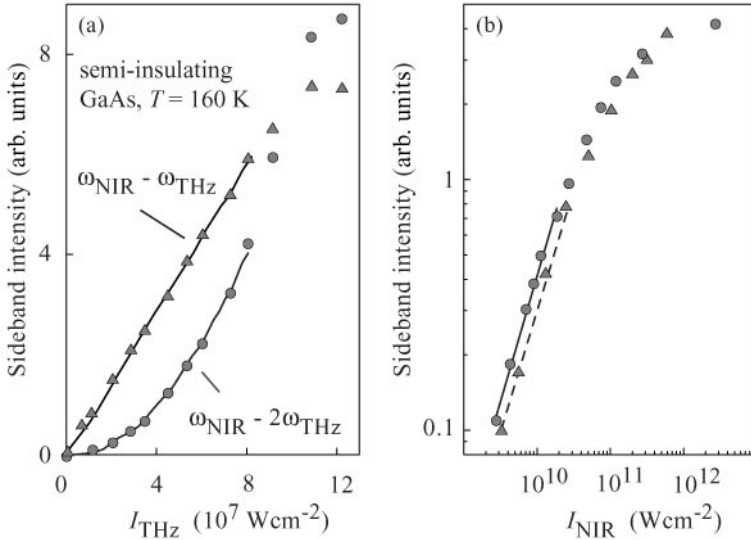 (a)
semi-insulating
GaAs, T = 160 K
ωNIR - ωTHz
ωNIR - 2ωTHz
Sideband intensity (arb. units)
8
4
0
0 4 8 12
ITHz (10⁷ Wcm⁻²)
(b)
Sideband intensity (arb. units)
1
0.1
10¹⁰ 10¹¹ 10¹²
INIR (Wcm⁻²)